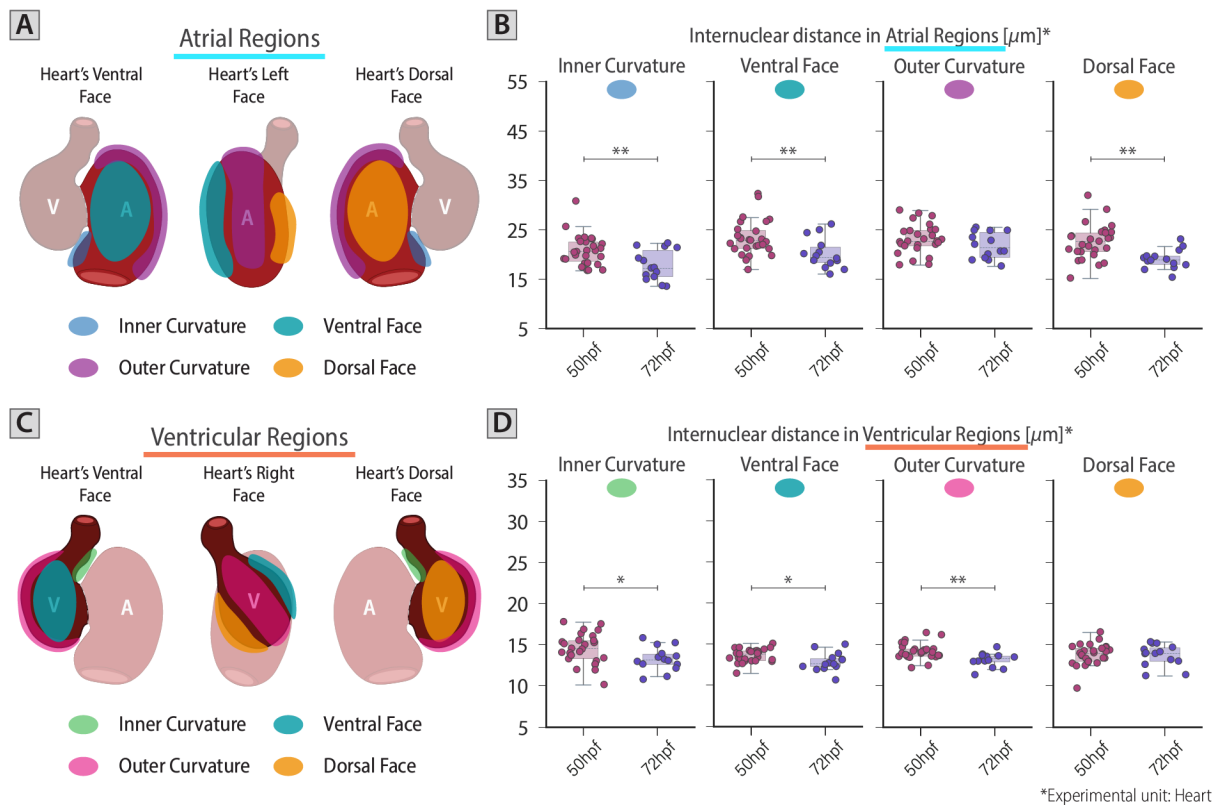 A
Atrial Regions
Heart's Ventral
Face
Heart's Left
Face
Heart's Dorsal
Face
V
A
A
A
V
Inner Curvature
Ventral Face
Outer Curvature
Dorsal Face
B
Internuclear distance in Atrial Regions [µm]*
Inner Curvature
Ventral Face
Outer Curvature
Dorsal Face
55
45
35
25
15
5
**
**
**
50hpf
72hpf
50hpf
72hpf
50hpf
72hpf
50hpf
72hpf
C
Ventricular Regions
Heart's Ventral
Face
Heart's Right
Face
Heart's Dorsal
Face
V
A
V
A
V
Inner Curvature
Ventral Face
Outer Curvature
Dorsal Face
D
Internuclear distance in Ventricular Regions [µm]*
Inner Curvature
Ventral Face
Outer Curvature
Dorsal Face
35
30
25
20
15
10
5
*
*
**
50hpf
72hpf
50hpf
72hpf
50hpf
72hpf
50hpf
72hpf
*Experimental unit: Heart